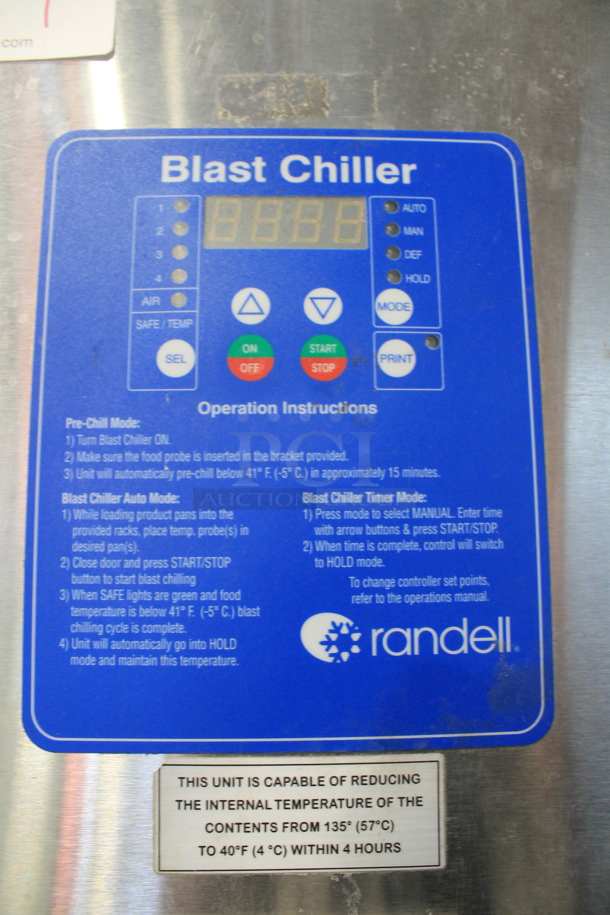 com
Blast Chiller
1
2
3
4
AIR
SAFE / TEMP
SEL
AUTO
MAN
DEF
HOLD
MODE
ON
OFF
START
STOP
PRINT
Operation Instructions
Pre-Chill Mode:
1) Turn Blast Chiller ON.
2) Make sure the food probe is inserted in the bracket provided.
3) Unit will automatically pre-chill below 41° F. (-5° C.) in approximately 15 minutes.
PCI
AUCTION
Blast Chiller Auto Mode:
1) While loading product pans into the
provided racks, place temp. probe(s) in
desired pan(s).
2) Close door and press START/STOP
button to start blast chilling
3) When SAFE lights are green and food
temperature is below 41° F. (-5° C.) blast
chilling cycle is complete.
4) Unit will automatically go into HOLD
mode and maintain this temperature.
Blast Chiller Timer Mode:
1) Press mode to select MANUAL. Enter time
with arrow buttons & press START/STOP.
2) When time is complete, control will switch
to HOLD mode.
To change controller set points,
refer to the operations manual.
randell®
THIS UNIT IS CAPABLE OF REDUCING
THE INTERNAL TEMPERATURE OF THE
CONTENTS FROM 135° (57°C)
TO 40°F (4 °C) WITHIN 4 HOURS